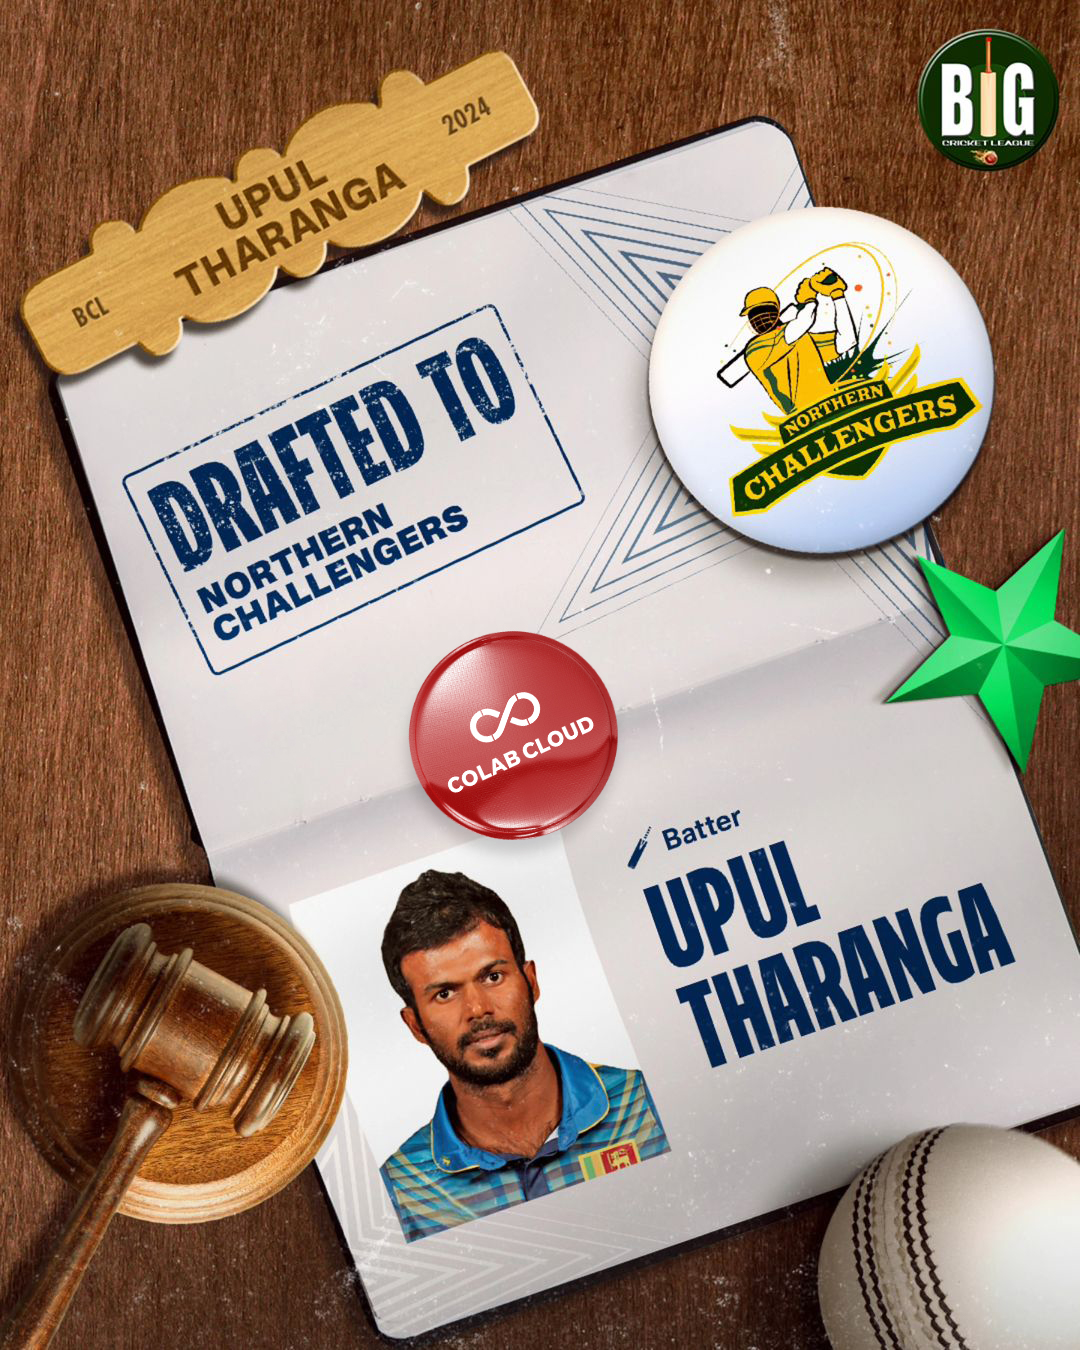 BIG
CRICKET LEAGUE
UPUL
THARANGA
BCL
2024
DRAFTED TO
NORTHERN
CHALLENGERS
NORTHERN
CHALLENGERS
COLAB CLOUD
Batter
UPUL
THARANGA